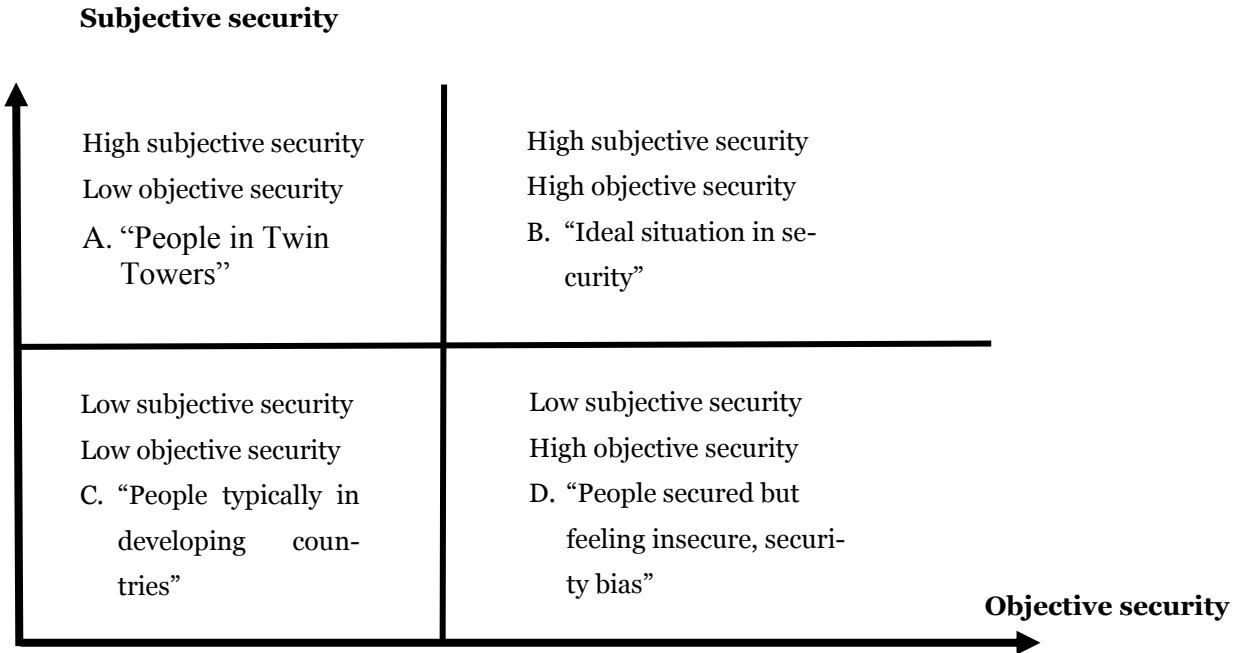 Subjective security
High subjective security
Low objective security
A. “People in Twin
Towers”
High subjective security
High objective security
B. “Ideal situation in se-
curity”
Low subjective security
Low objective security
C. “People typically in
developing coun-
tries”
Low subjective security
High objective security
D. “People secured but
feeling insecure, securi-
ty bias”
Objective security